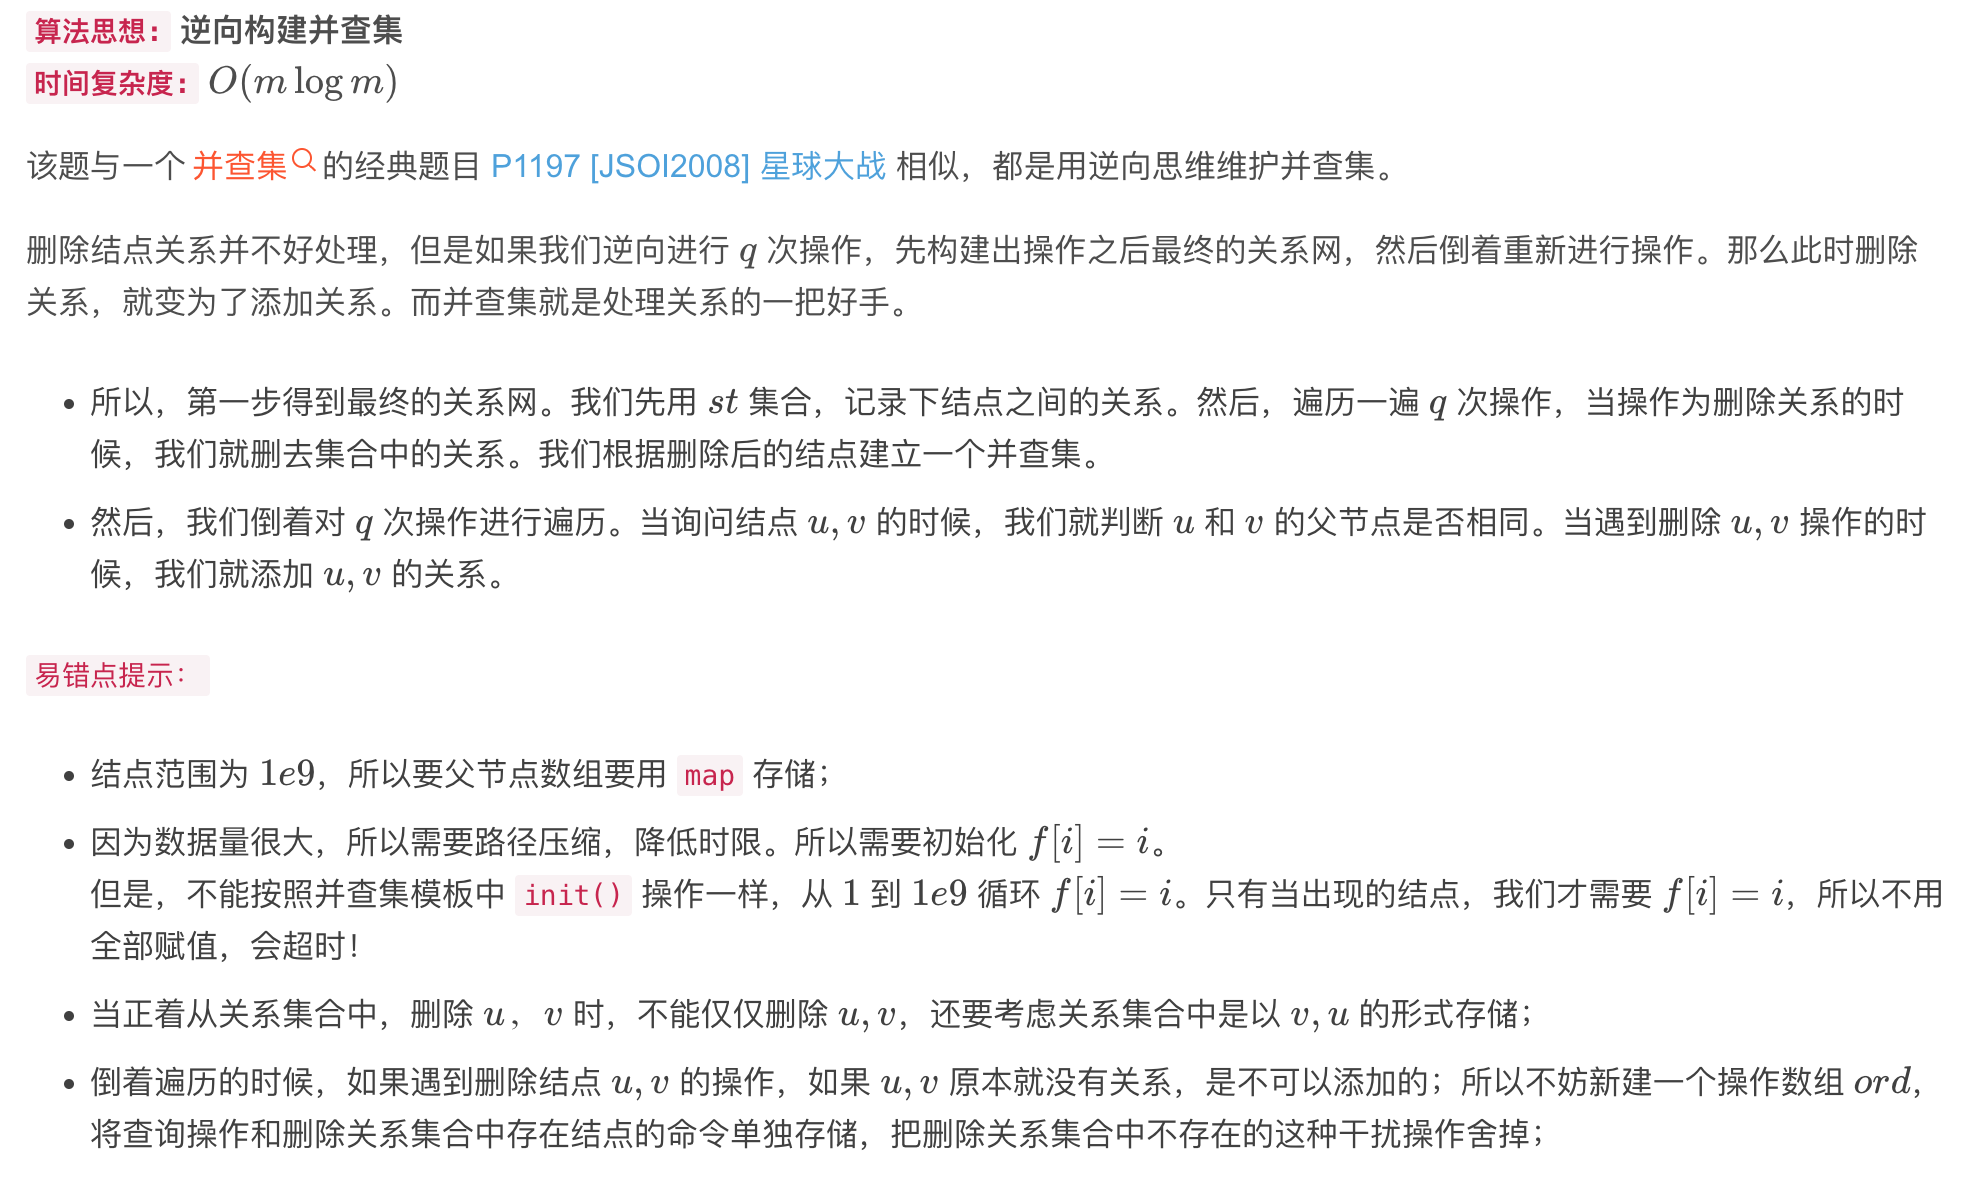 算法思想： 逆向构建并查集
时间复杂度： O(m log m)
该题与一个 并查集 的经典题目 P1197 [JSOI2008] 星球大战 相似，都是用逆向思维维护并查集。
删除结点关系并不好处理，但是如果我们逆向进行 q 次操作，先构建出操作之后最终的关系网，然后倒着重新进行操作。那么此时删除
关系，就变为了添加关系。而并查集就是处理关系的一把好手。
• 所以，第一步得到最终的关系网。我们先用 st 集合，记录下结点之间的关系。然后，遍历一遍 q 次操作，当操作为删除关系的时
候，我们就删去集合中的关系。我们根据删除后的结点建立一个并查集。
• 然后，我们倒着对 q 次操作进行遍历。当询问结点 u, v 的时候，我们就判断 u 和 v 的父节点是否相同。当遇到删除 u, v 操作的时
候，我们就添加 u, v 的关系。
易错点提示：
• 结点范围为 1e9，所以要父节点数组要用 map 存储；
• 因为数据量很大，所以需要路径压缩，降低时限。所以需要初始化 f[i] = i。
但是，不能按照并查集模板中 init() 操作一样，从 1 到 1e9 循环 f[i] = i。只有当出现的结点，我们才需要 f[i] = i，所以不用
全部赋值，会超时！
• 当正着从关系集合中，删除 u，v 时，不能仅仅删除 u, v，还要考虑关系集合中是以 v, u 的形式存储；
• 倒着遍历的时候，如果遇到删除结点 u, v 的操作，如果 u, v 原本就没有关系，是不可以添加的；所以不妨新建一个操作数组 ord，
将查询操作和删除关系集合中存在结点的命令单独存储，把删除关系集合中不存在的这种干扰操作舍掉；